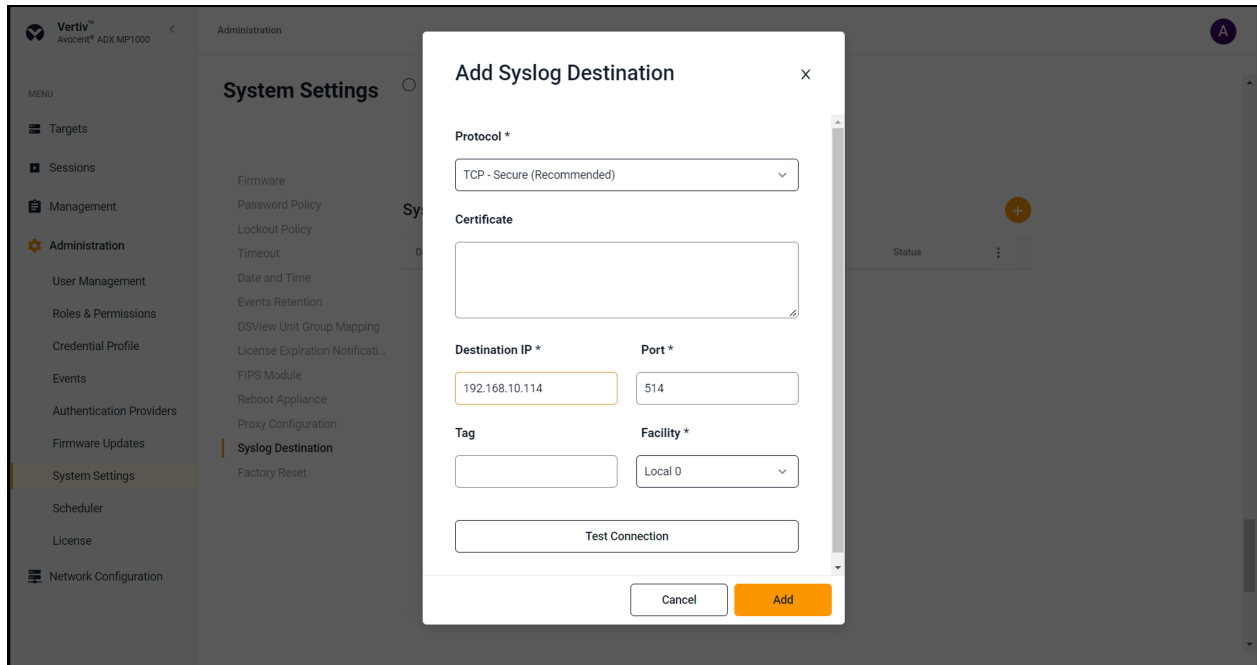 Vertiv™
Avocent® ADX MP1000
Administration
A
MENU
Targets
Sessions
Management
Administration
User Management
Roles & Permissions
Credential Profile
Events
Authentication Providers
Firmware Updates
System Settings
Scheduler
License
Network Configuration
System Settings
Firmware
Password Policy
Lockout Policy
Timeout
Date and Time
Events Retention
DSView Unit Group Mapping
License Expiration Notificati...
FIPS Module
Reboot Appliance
Proxy Configuration
Syslog Destination
Factory Reset
Sys
D
Status
Add Syslog Destination
X
Protocol *
TCP - Secure (Recommended)
Certificate
Destination IP * Port *
192.168.10.114 514
Tag Facility *
Local 0
Test Connection
Cancel Add